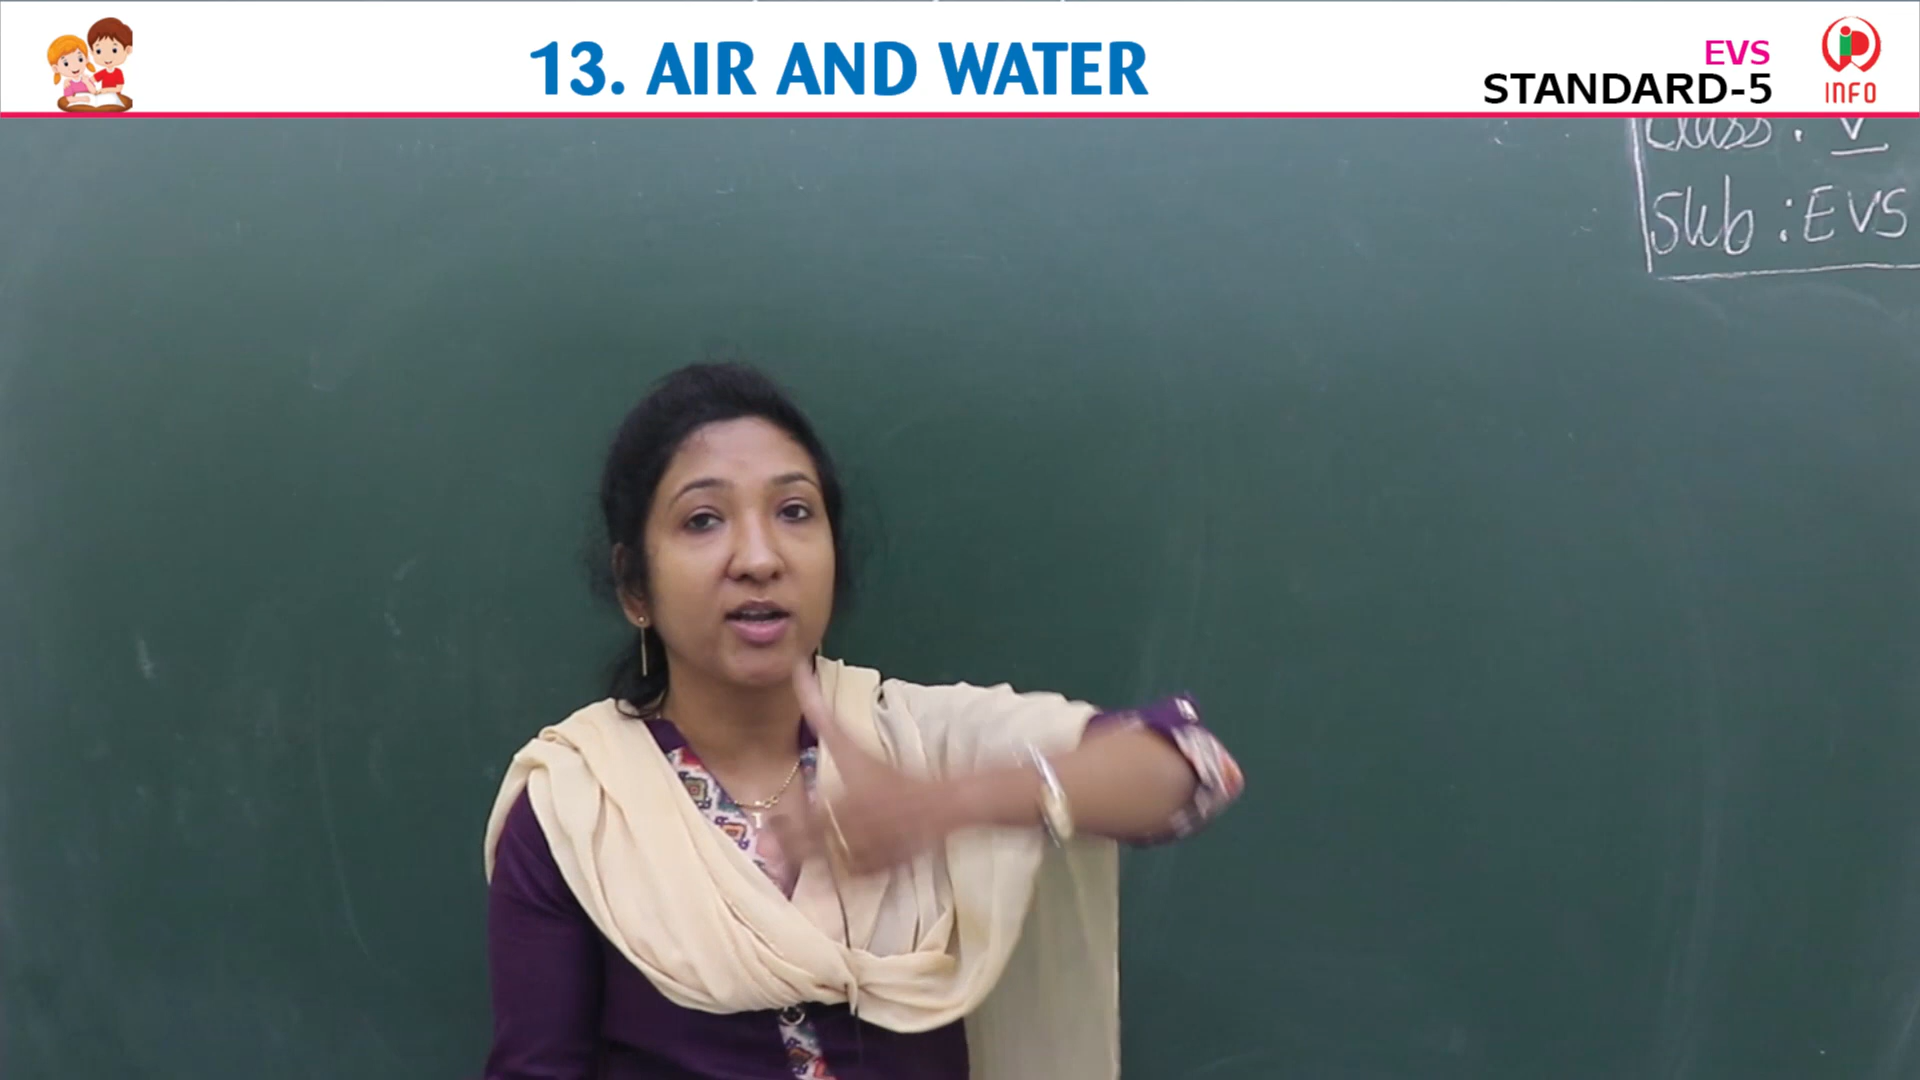 13. AIR AND WATER
EVS
STANDARD-5
INFO
Class : V
Sub : EVS